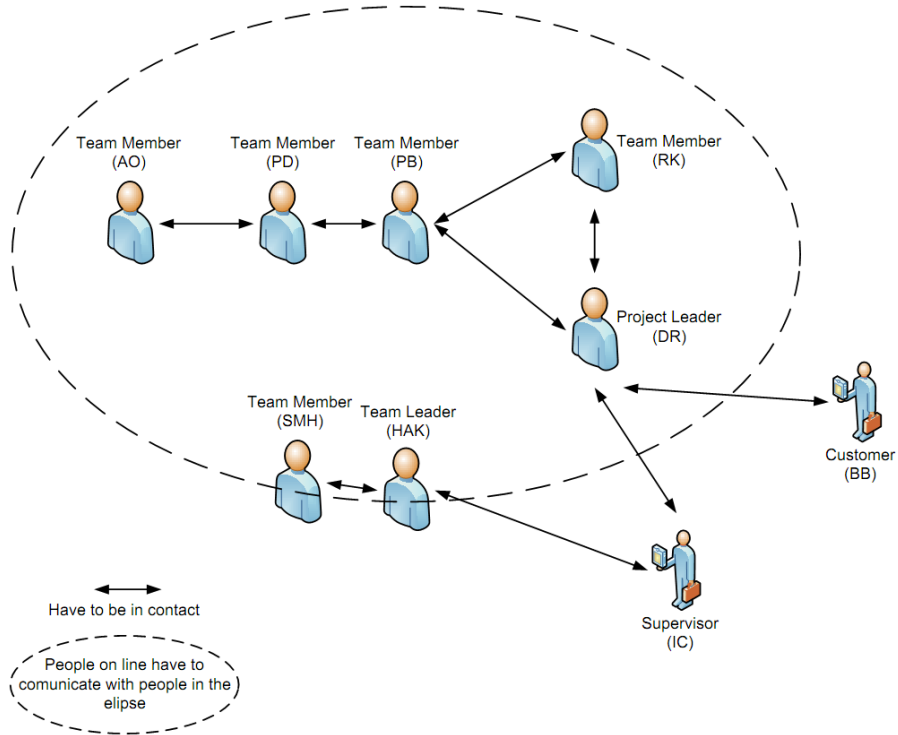 Team Member
(AO)
Team Member
(PD)
Team Member
(PB)
Team Member
(RK)
Project Leader
(DR)
Team Member
(SMH)
Team Leader
(HAK)
Customer
(BB)
Supervisor
(IC)
Have to be in contact
People on line have to
comunicate with people in the
elipse